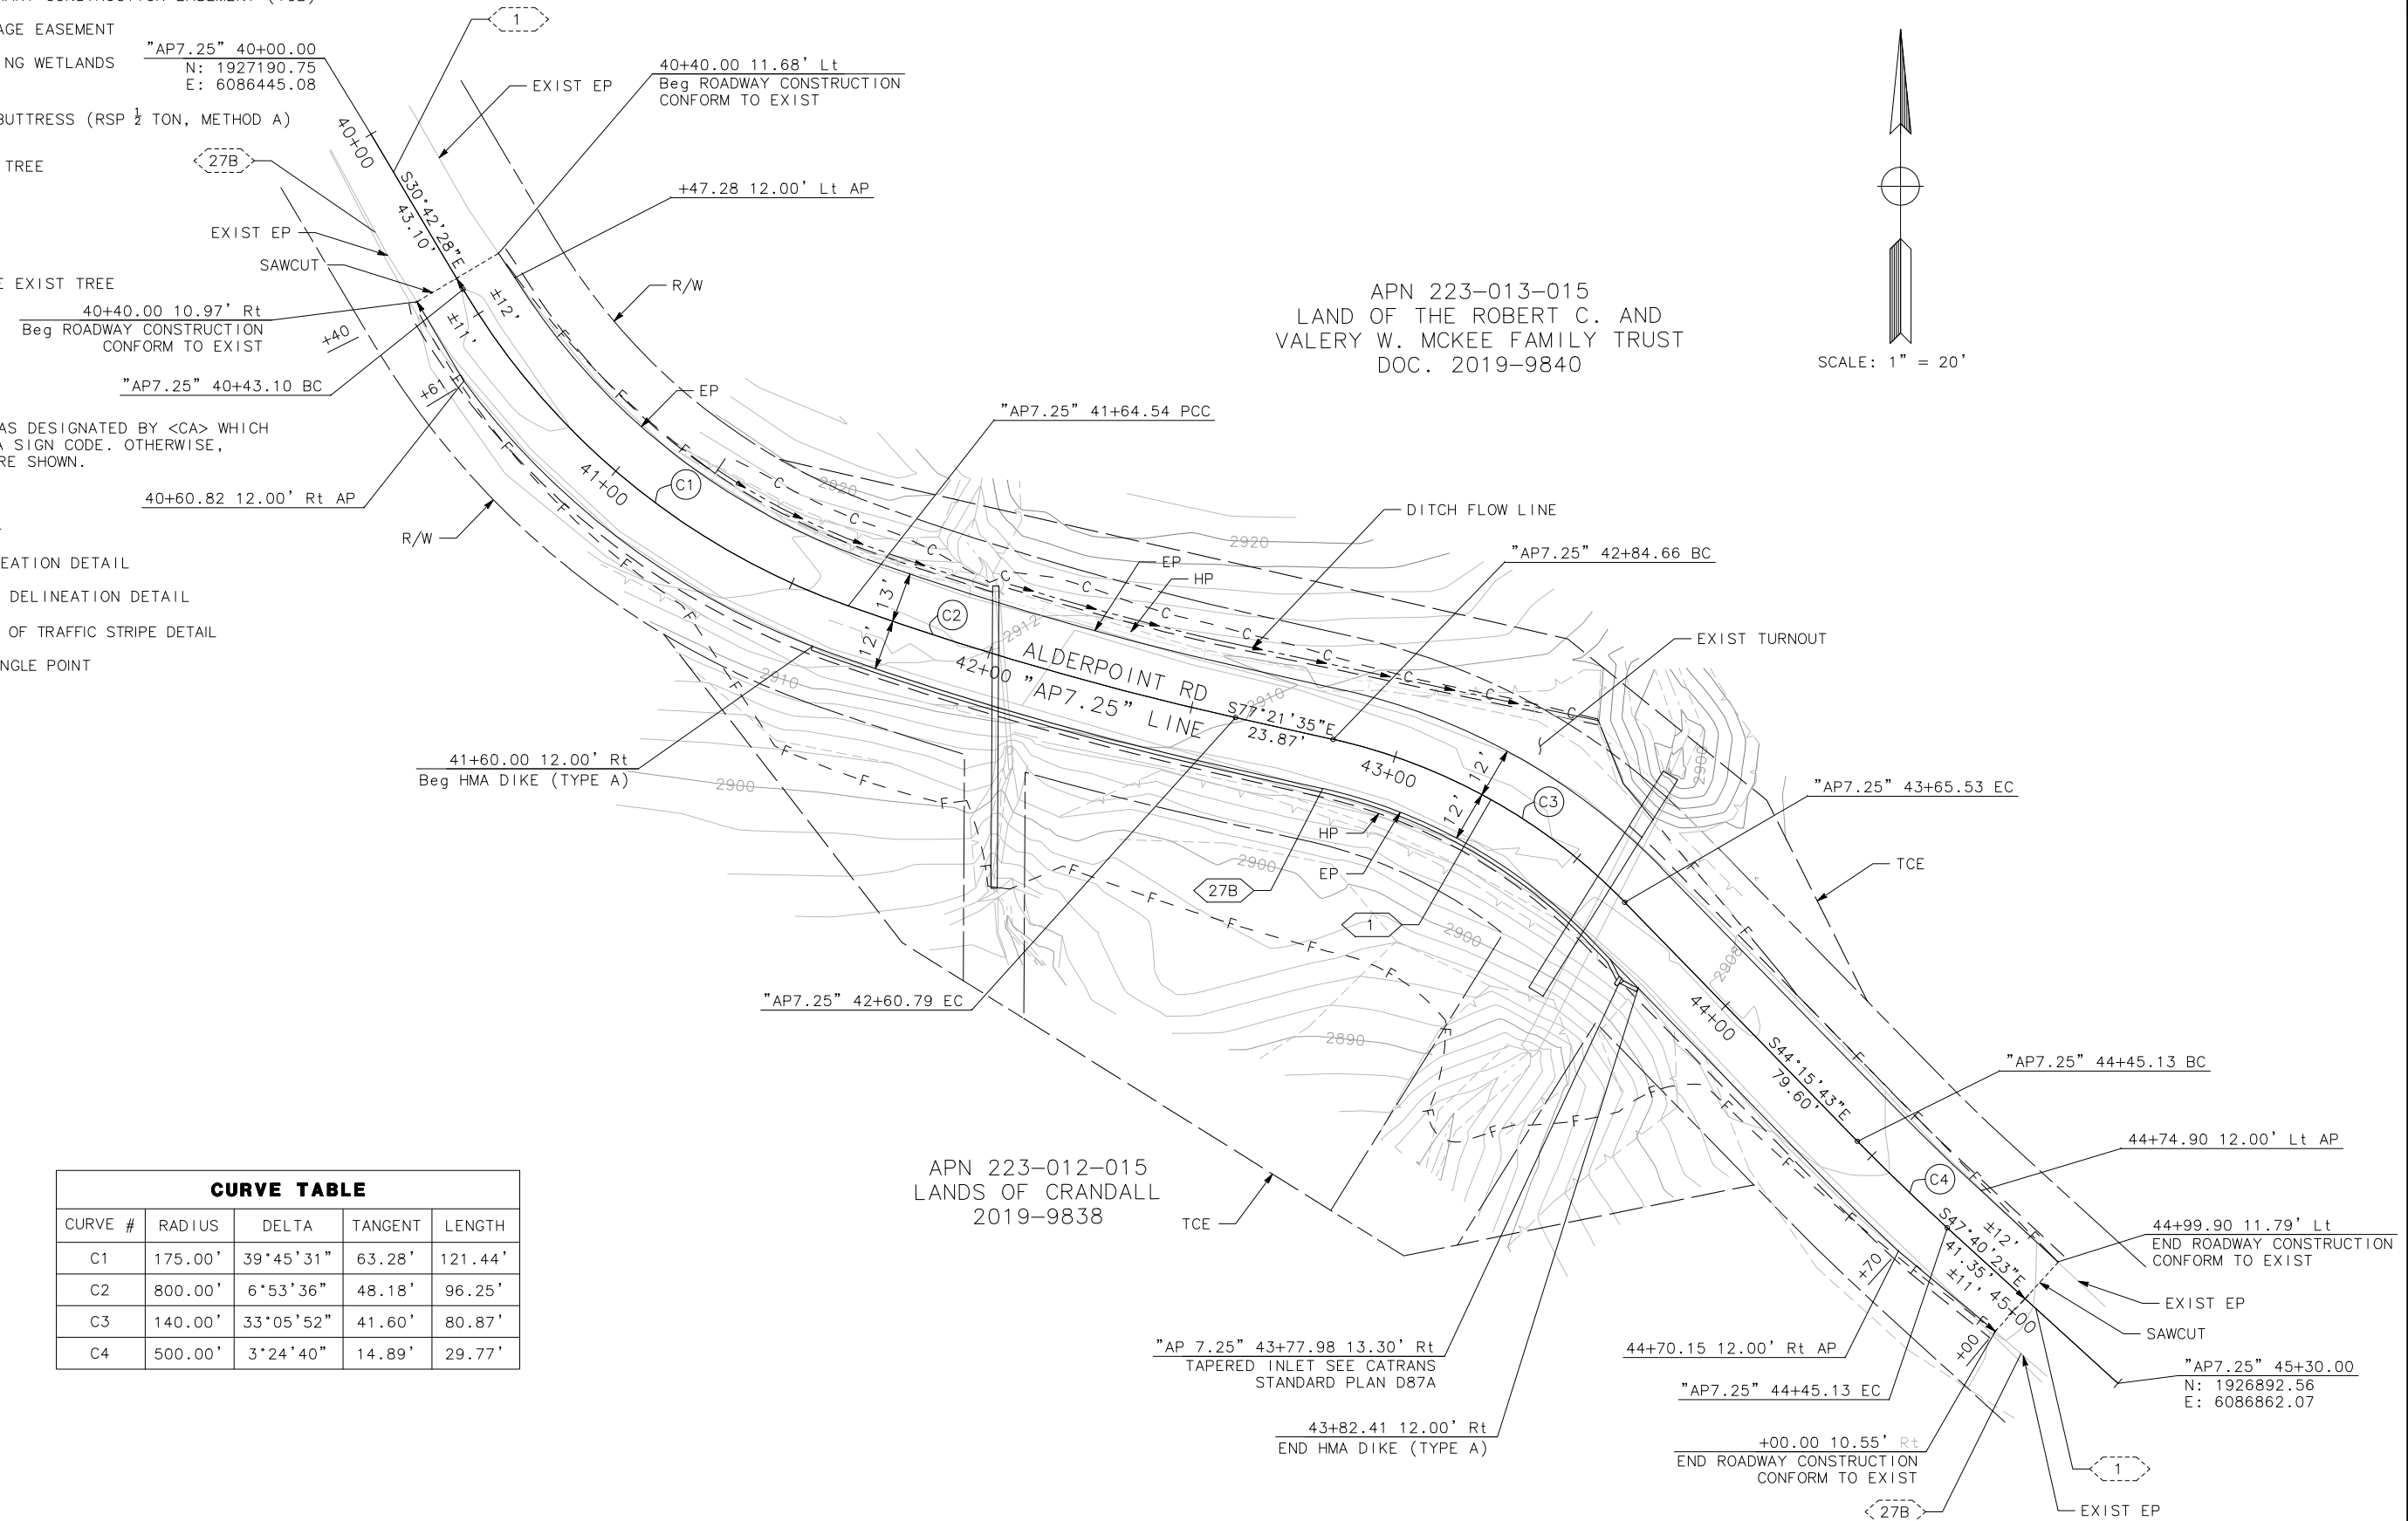 CONSTRUCTION EASEMENT (TCE)
EASEMENT
WETLANDS
BUTTRESS (RSP ½ TON, METHOD A)
TREE
EXIST TREE
AS DESIGNATED BY <CA> WHICH
SIGN CODE. OTHERWISE,
SHOWN.
DETAIL
DELINEATION DETAIL
OF TRAFFIC STRIPE DETAIL
POINT
"AP7.25" 40+00.00
N: 1927190.75
E: 6086445.08
1
EXIST EP
40+40.00 11.68' Lt
Beg ROADWAY CONSTRUCTION
CONFORM TO EXIST
40+00
27B
S30°42'28"E
43.10'
+47.28 12.00' Lt AP
EXIST EP
SAWCUT
R/W
±12'
±11'
40+40.00 10.97' Rt
Beg ROADWAY CONSTRUCTION
CONFORM TO EXIST
+40
"AP7.25" 40+43.10 BC
+61
EP
40+60.82 12.00' Rt AP
R/W
41+00
C1
"AP7.25" 41+64.54 PCC
APN 223-013-015
LAND OF THE ROBERT C. AND
VALERY W. MCKEE FAMILY TRUST
DOC. 2019-9840
SCALE: 1" = 20'
2920
DITCH FLOW LINE
2920
"AP7.25" 42+84.66 BC
EP
HP
13'
12'
C2
2912
42+00
ALDERPOINT RD
"AP7.25" LINE
2910
2910
S77°21'35"E
23.87'
EXIST TURNOUT
41+60.00 12.00' Rt
Beg HMA DIKE (TYPE A)
2900
43+00
12'
12'
C3
2900
"AP7.25" 43+65.53 EC
HP
EP
2900
27B
1
2900
TCE
"AP7.25" 42+60.79 EC
2908
2890
44+00
S44°15'43"E
79.60'
"AP7.25" 44+45.13 BC
44+74.90 12.00' Lt AP
APN 223-012-015
LANDS OF CRANDALL
2019-9838
TCE
C4
±12'
S47°40'23"E
41.35'
±11'
45+00
44+99.90 11.79' Lt
END ROADWAY CONSTRUCTION
CONFORM TO EXIST
+70
EXIST EP
SAWCUT
"AP 7.25" 43+77.98 13.30' Rt
TAPERED INLET SEE CATRANS
STANDARD PLAN D87A
44+70.15 12.00' Rt AP
+00
"AP7.25" 44+45.13 EC
"AP7.25" 45+30.00
N: 1926892.56
E: 6086862.07
43+82.41 12.00' Rt
END HMA DIKE (TYPE A)
+00.00 10.55' Rt
END ROADWAY CONSTRUCTION
CONFORM TO EXIST
1
27B
EXIST EP
CURVE TABLE
CURVE # RADIUS DELTA TANGENT LENGTH
C1 175.00' 39°45'31" 63.28' 121.44'
C2 800.00' 6°53'36" 48.18' 96.25'
C3 140.00' 33°05'52" 41.60' 80.87'
C4 500.00' 3°24'40" 14.89' 29.77'